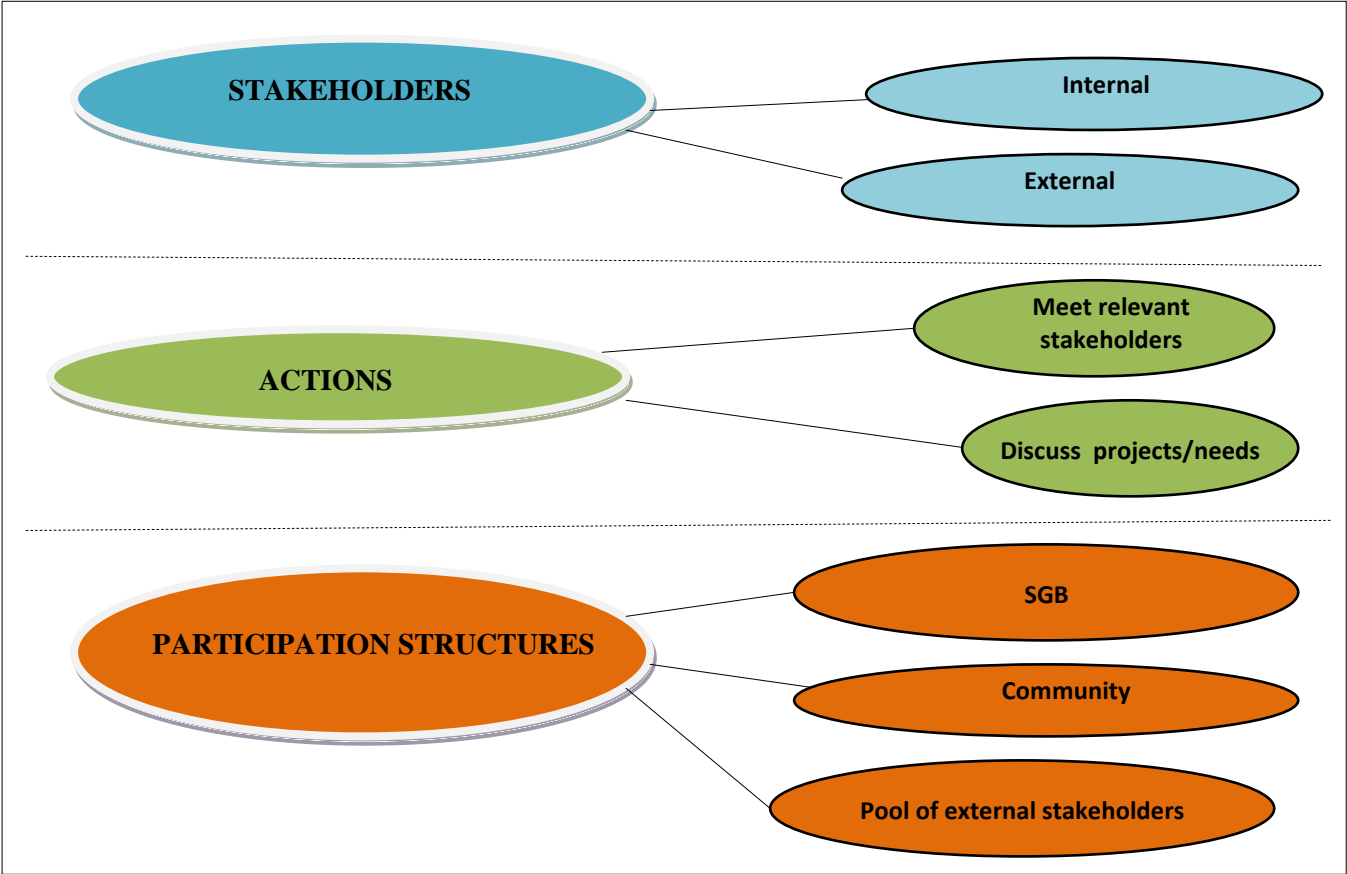 STAKEHOLDERS
Internal
External
ACTIONS
Meet relevant
stakeholders
Discuss projects/needs
PARTICIPATION STRUCTURES
SGB
Community
Pool of external stakeholders